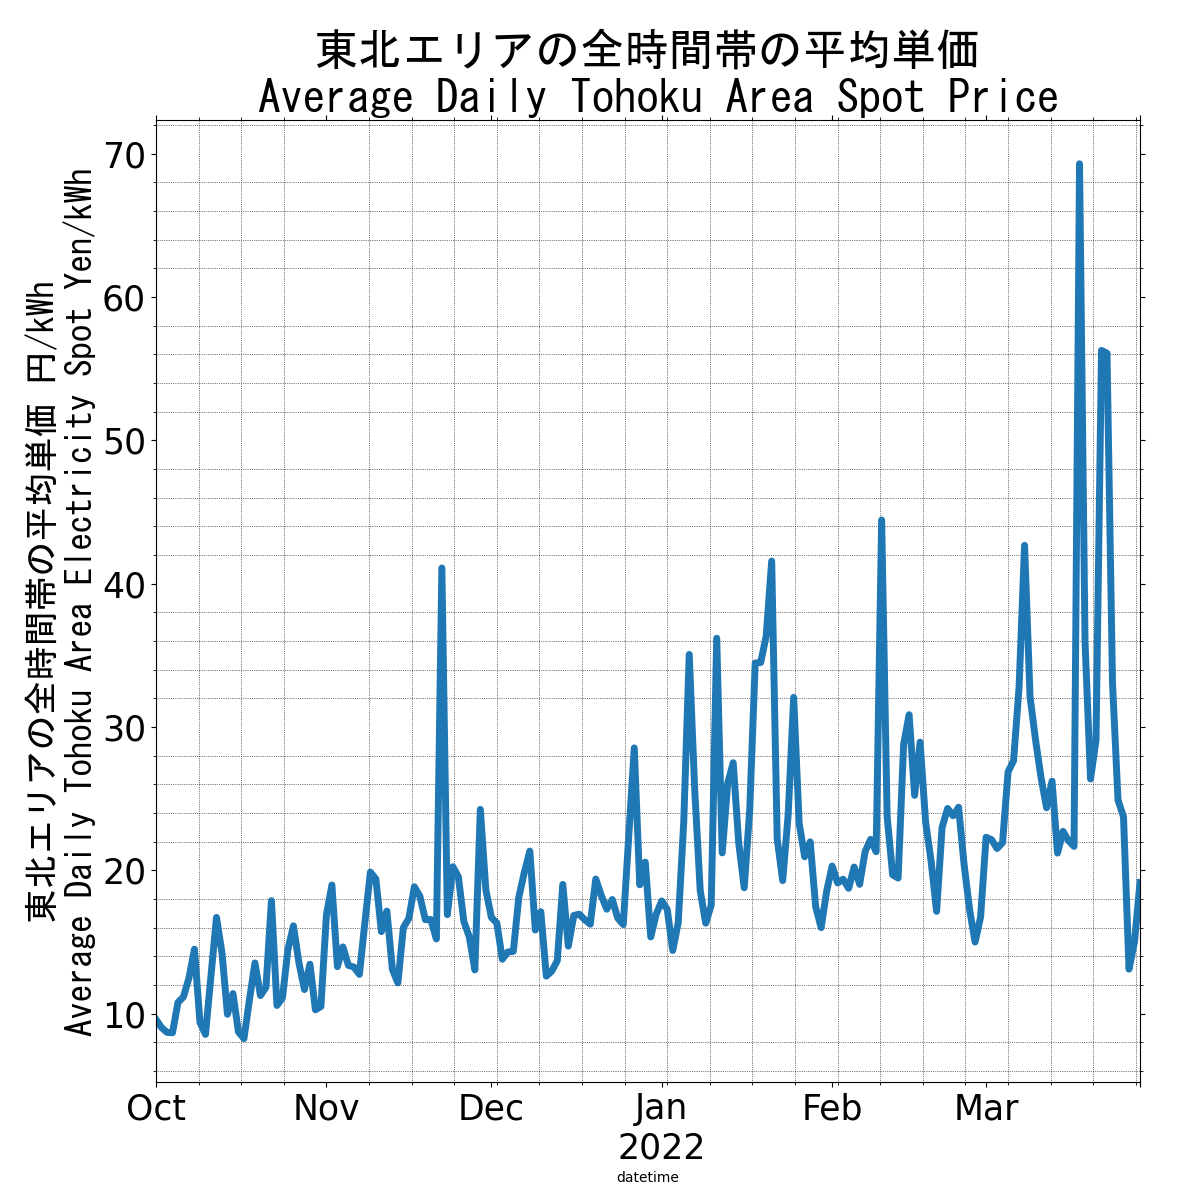 東北エリアの全時間帯の平均単価
Average Daily Tohoku Area Spot Price
東北エリアの全時間帯の平均単価 円/kWh
Average Daily Tohoku Area Electricity Spot Yen/kWh
70
60
50
40
30
20
10
Oct Nov Dec Jan Feb Mar
2022
datetime